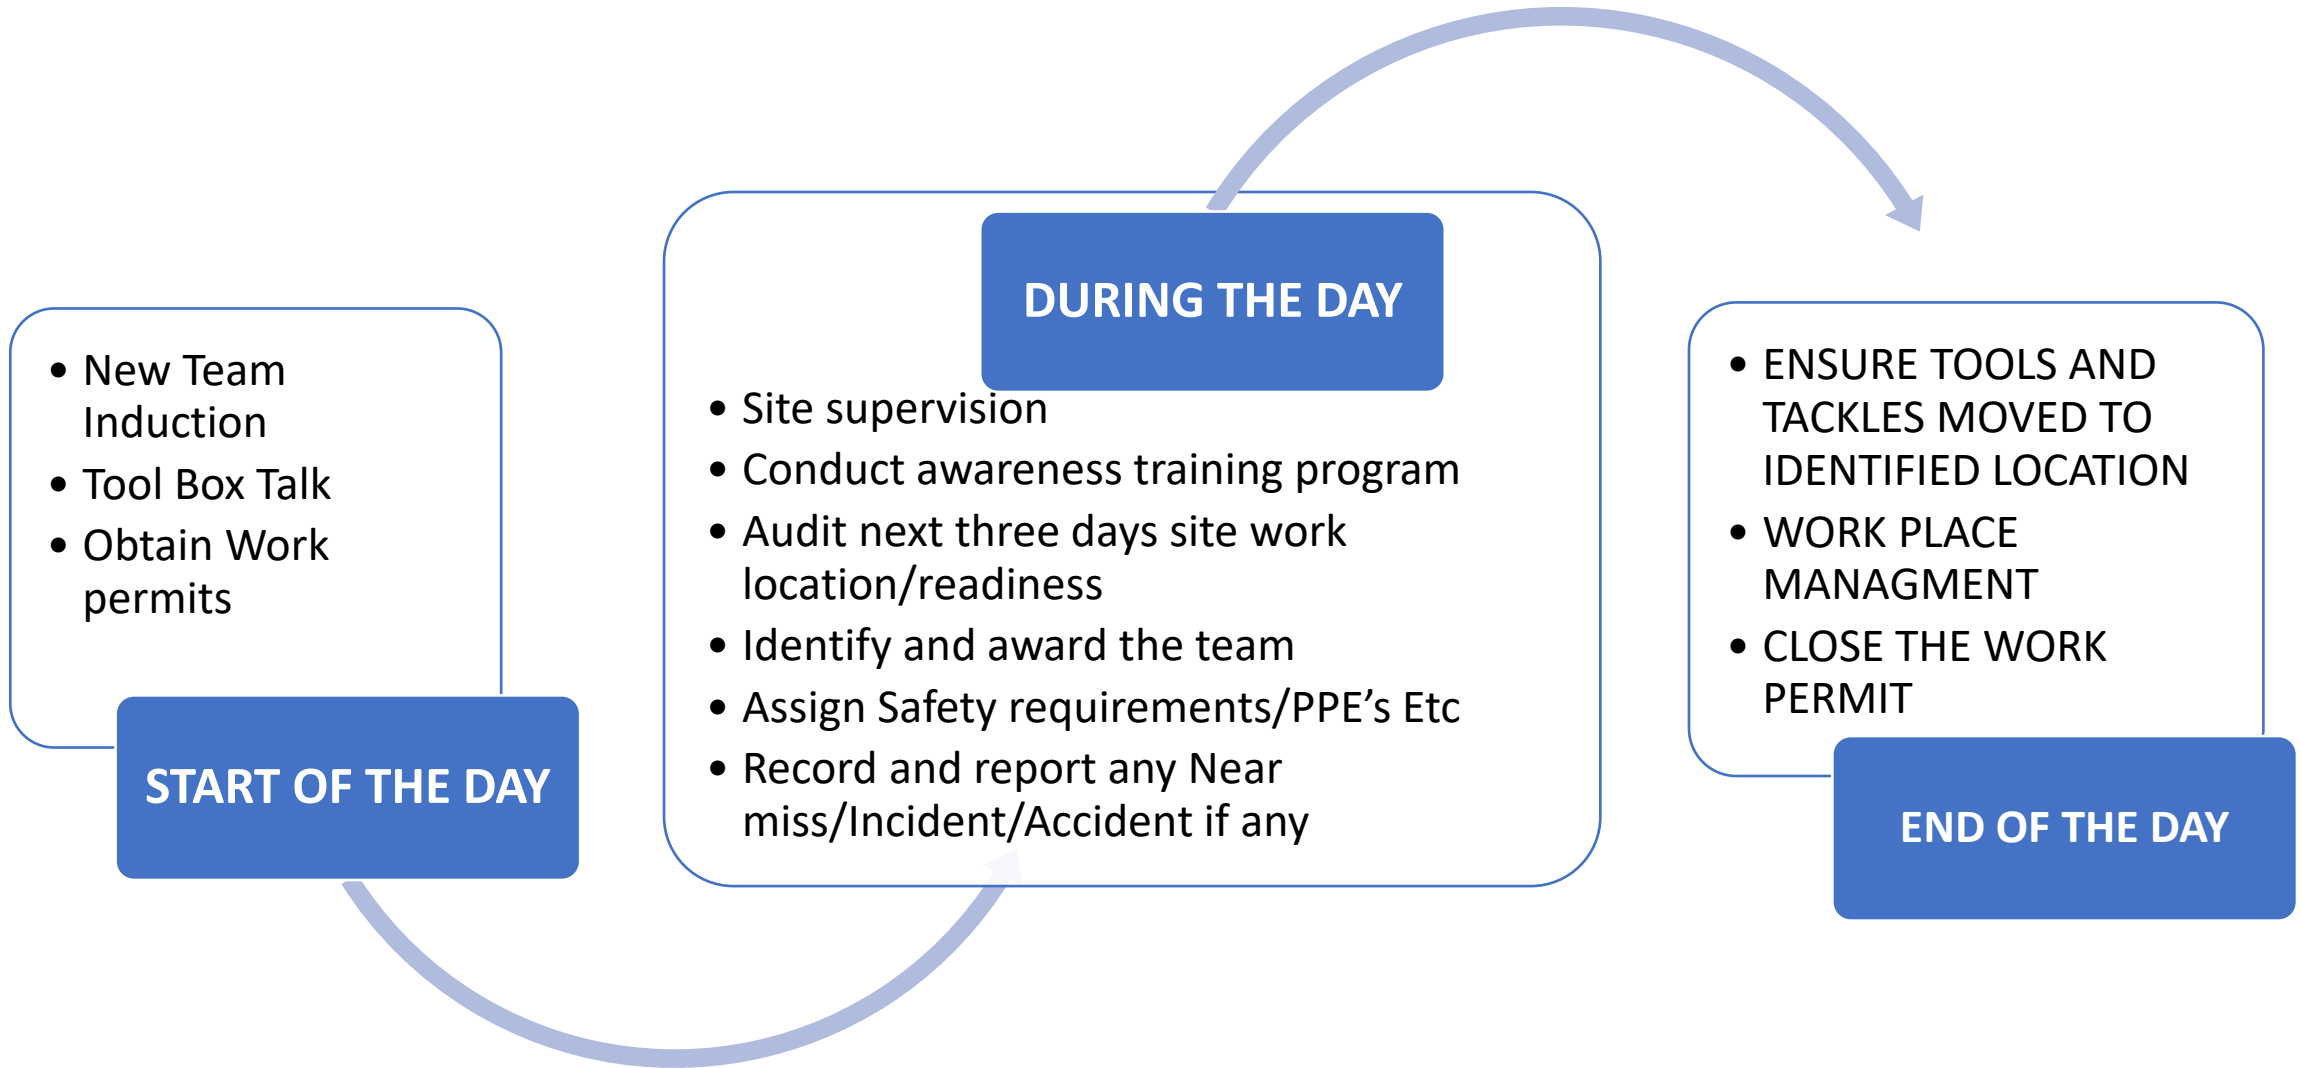 • New Team
Induction
• Tool Box Talk
• Obtain Work
permits
START OF THE DAY
DURING THE DAY
• Site supervision
• Conduct awareness training program
• Audit next three days site work
location/readiness
• Identify and award the team
• Assign Safety requirements/PPE’s Etc
• Record and report any Near
miss/Incident/Accident if any
• ENSURE TOOLS AND
TACKLES MOVED TO
IDENTIFIED LOCATION
• WORK PLACE
MANAGMENT
• CLOSE THE WORK
PERMIT
END OF THE DAY